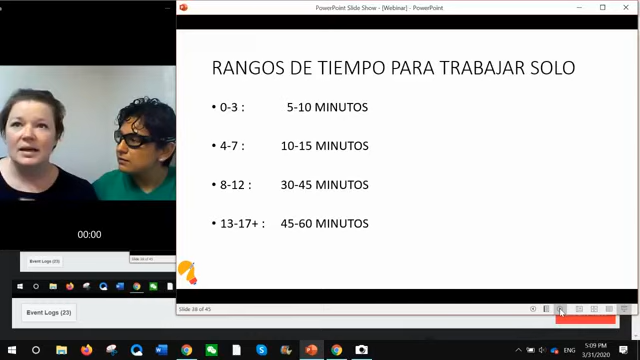 PowerPoint Slide Show - [Webinar] - PowerPoint
RANGOS DE TIEMPO PARA TRABAJAR SOLO
• 0-3 : 5-10 MINUTOS
• 4-7 : 10-15 MINUTOS
• 8-12 : 30-45 MINUTOS
• 13-17+ : 45-60 MINUTOS
00:00
Event Logs (23)
Slide 28 of 45
Event Logs (23)
ENG
5:09 PM
3/31/2020